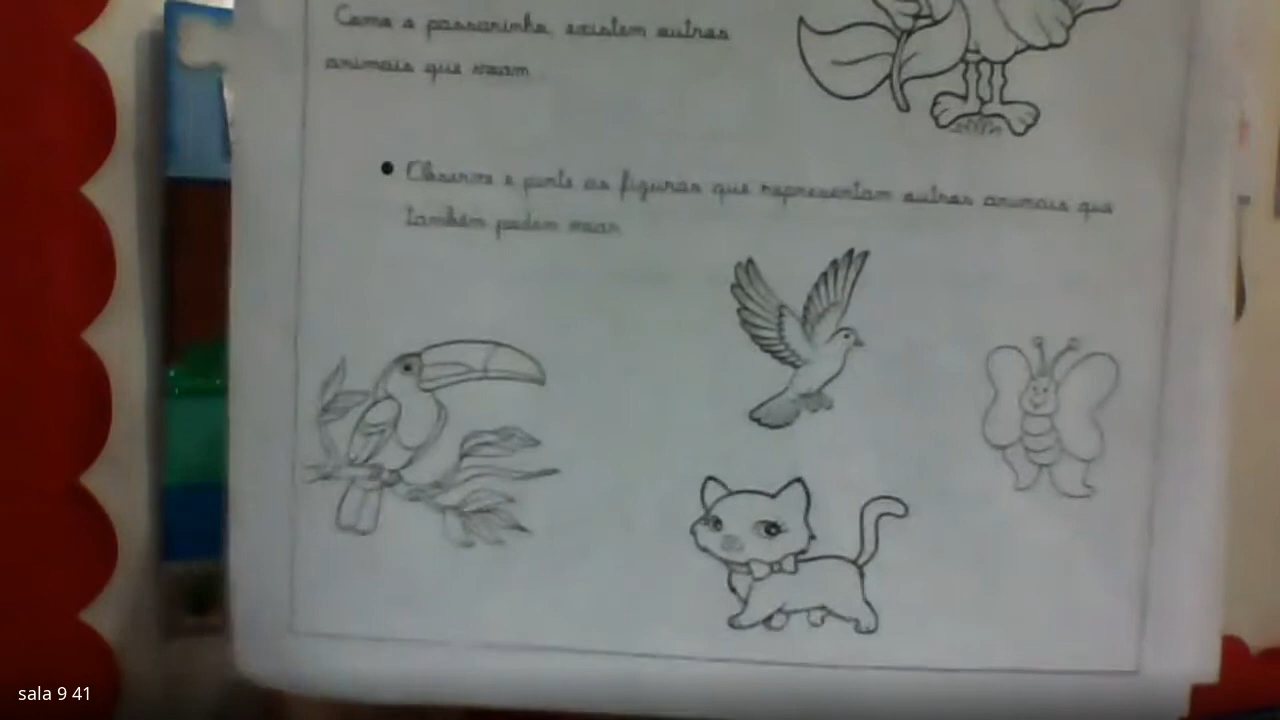 Como o passarinho, existem outros
animais que voam.
• Observe e pinte as figuras que representam outros animais que
também podem voar.
sala 9 41